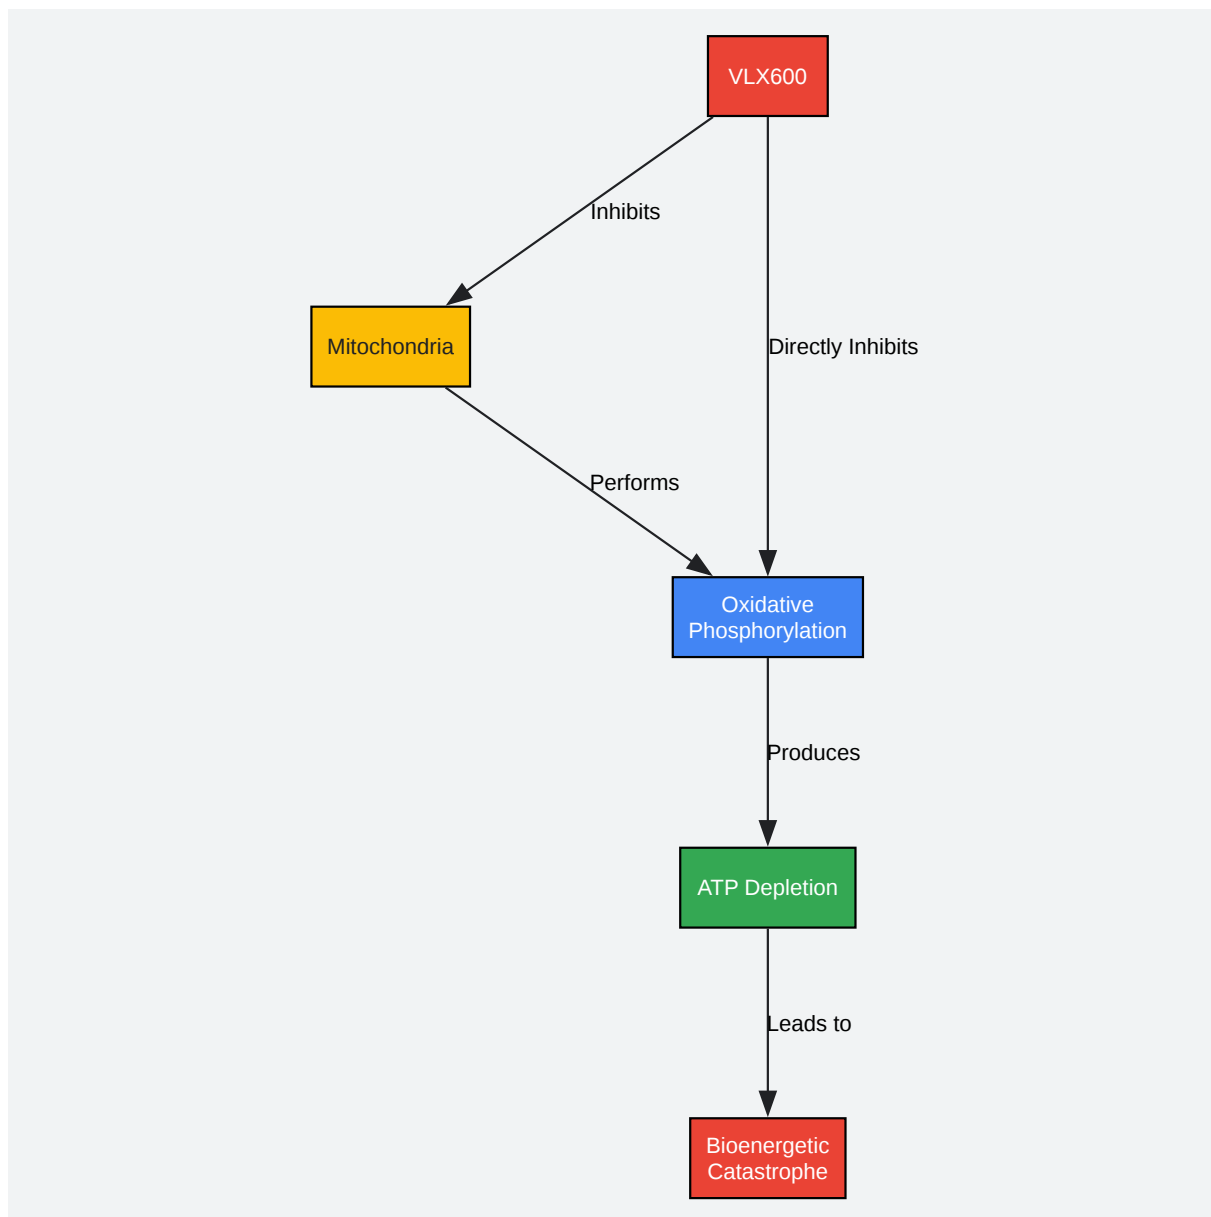 VLX600
Inhibits
Mitochondria
Directly Inhibits
Performs
Oxidative
Phosphorylation
Produces
ATP Depletion
Leads to
Bioenergetic
Catastrophe